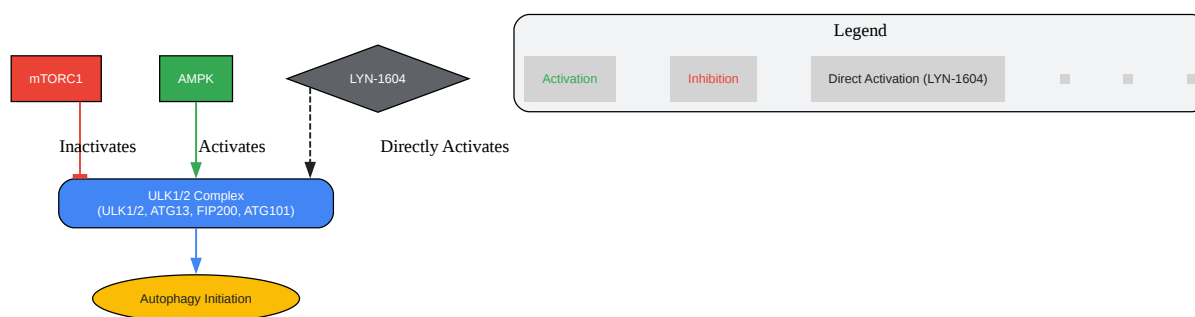 mTORC1
AMPK
LYN-1604
Inactivates
Activates
Directly Activates
ULK1/2 Complex
(ULK1/2, ATG13, FIP200, ATG101)
Autophagy Initiation
Legend
Activation
Inhibition
Direct Activation (LYN-1604)